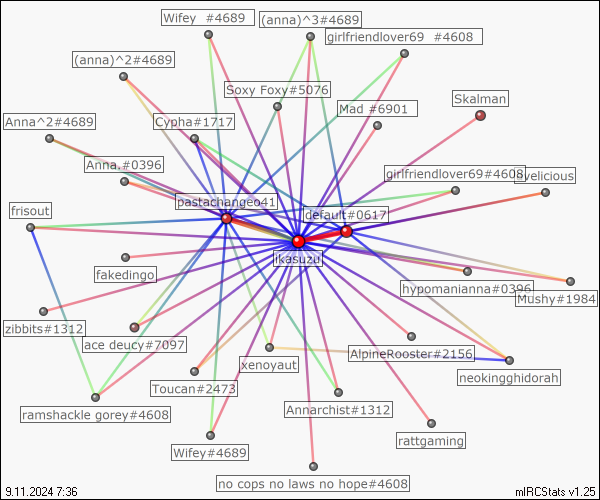 Wifey  #4689
(anna)^3#4689
girlfriendlover69  #4608
(anna)^2#4689
Soxy Foxy#5076
Skalman
Mad #6901
Anna^2#4689
Cypha#1717
Anna.#0396
girlfriendlover69#4608
pastachangeo41
frisout
default#0617
ikasuzu
fakedingo
hypomanianna#0396
Mushy#1984
zibbits#1312
ace deucy#7097
AlpineRooster#2156
xenoyaut
neokingghidorah
Toucan#2473
ramshackle gorey#4608
Annarchist#1312
rattgaming
Wifey#4689
no cops no laws no hope#4608
9.11.2024 7:36
mIRCStats v1.25